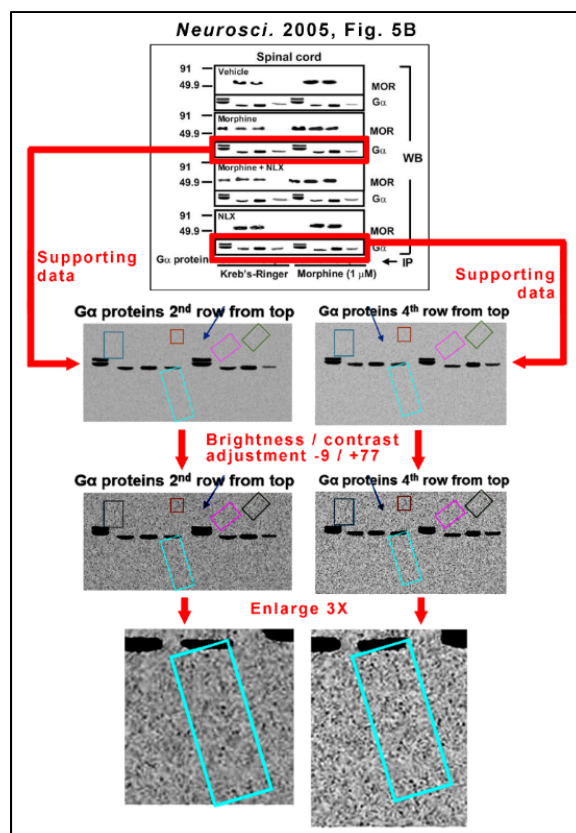 Neurosci. 2005, Fig. 5B
Spinal cord
Vehicle
91
49.9
MOR
Gα
Morphine
91
49.9
MOR
Gα
WB
Morphine + NLX
91
49.9
MOR
Gα
NLX
91
49.9
MOR
Gα
Gα protein
← IP
Kreb's-Ringer Morphine (1 μM)
Supporting
data
Supporting
data
Gα proteins 2nd row from top
Gα proteins 4th row from top
Brightness / contrast
adjustment -9 / +77
Gα proteins 2nd row from top
Gα proteins 4th row from top
Enlarge 3X